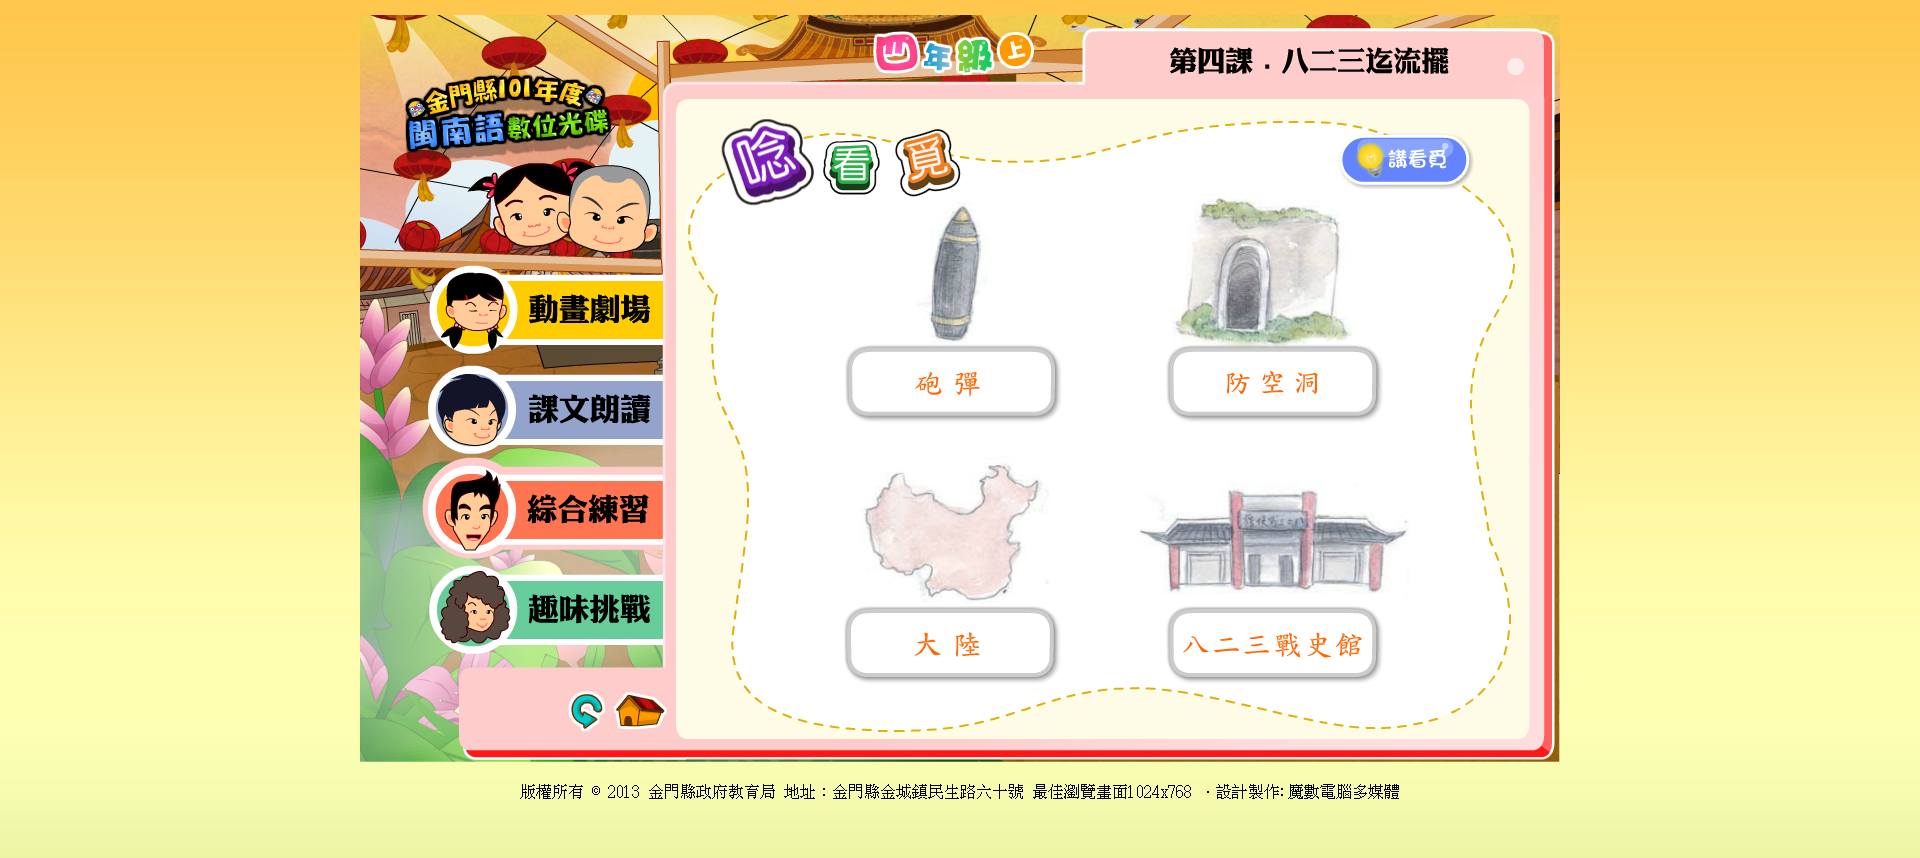 四年級上
第四課．八二三迄流擺
金門縣101年度
閩南語數位光碟
唸看覓
講看覓
動畫劇場
課文朗讀
綜合練習
趣味挑戰
砲彈
防空洞
大陸
八二三戰史館
版權所有 © 2013 金門縣政府教育局 地址：金門縣金城鎮民生路六十號 最佳瀏覽畫面1024x768 ‧設計製作: 魔數電腦多媒體